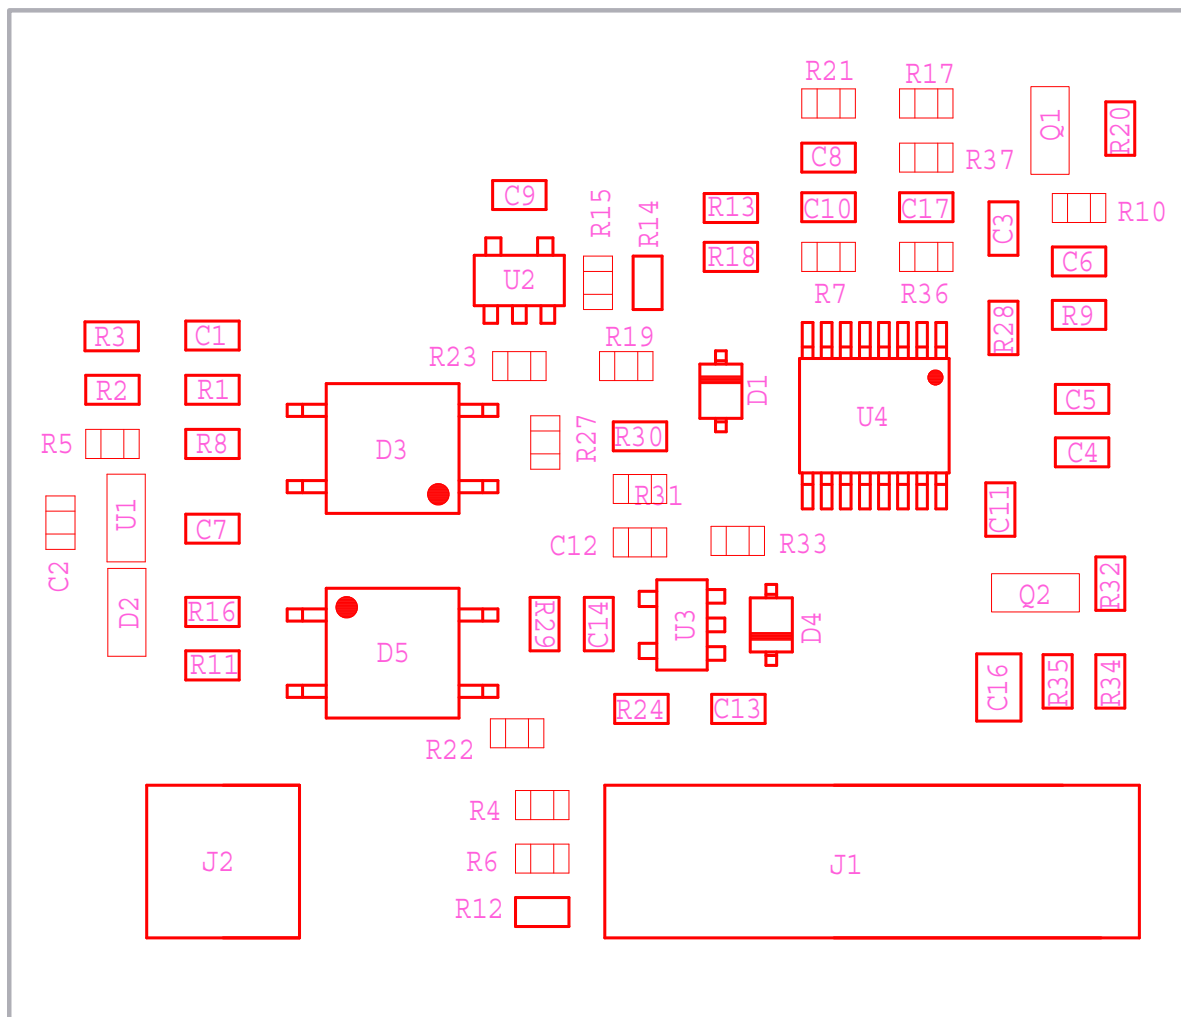 R21 R17
Q1 R20
C8 R37
C9 R15 R14 R13 C10 C17 C3 R10
R18 C6
U2 R7 R36 R28 R9
R3 C1 R23 R19
R2 R1 D1 U4 C5
R5 R8 D3 R27 R30 C4
R31
U1 C7 C11
C2 C12 R33
D2 R16 R29 C14 U3 D4 Q2 R32
R11 D5
R24 C13 C16 R35 R34
R22
R4
J2 R6 J1
R12